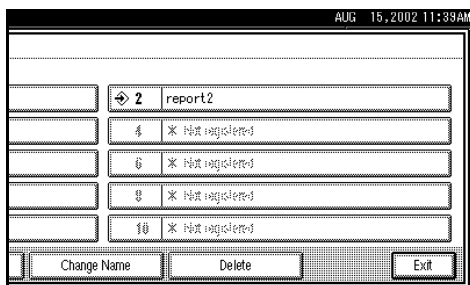 AUG 15,2002 11:39AM
2 report2
4 * Not registered
6 * Not registered
8 * Not registered
10 * Not registered
Change Name Delete Exit